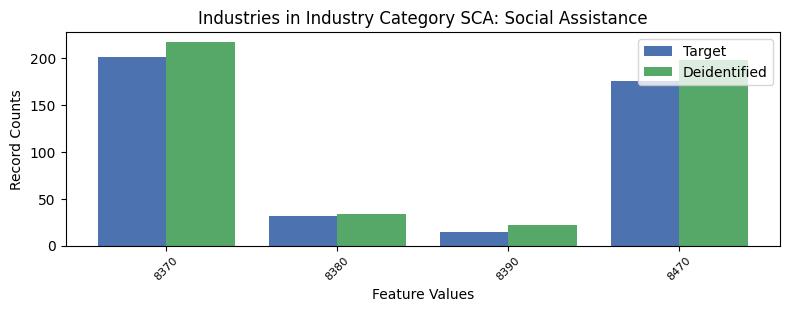 Industries in Industry Category SCA: Social Assistance
Target
Deidentified
Record Counts
200
150
100
50
0
8370
8380
8390
8470
Feature Values